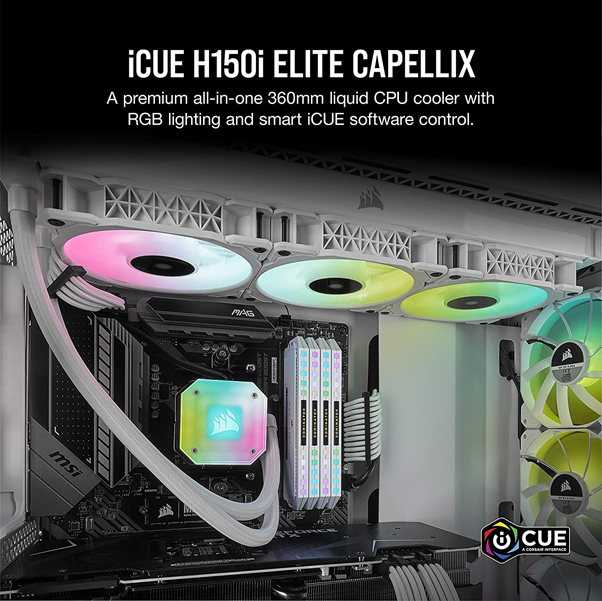 iCUE H150i ELITE CAPELLIX
A premium all-in-one 360mm liquid CPU cooler with
RGB lighting and smart iCUE software control.
MAG
msi
iCUE
A CORSAIR INTERFACE